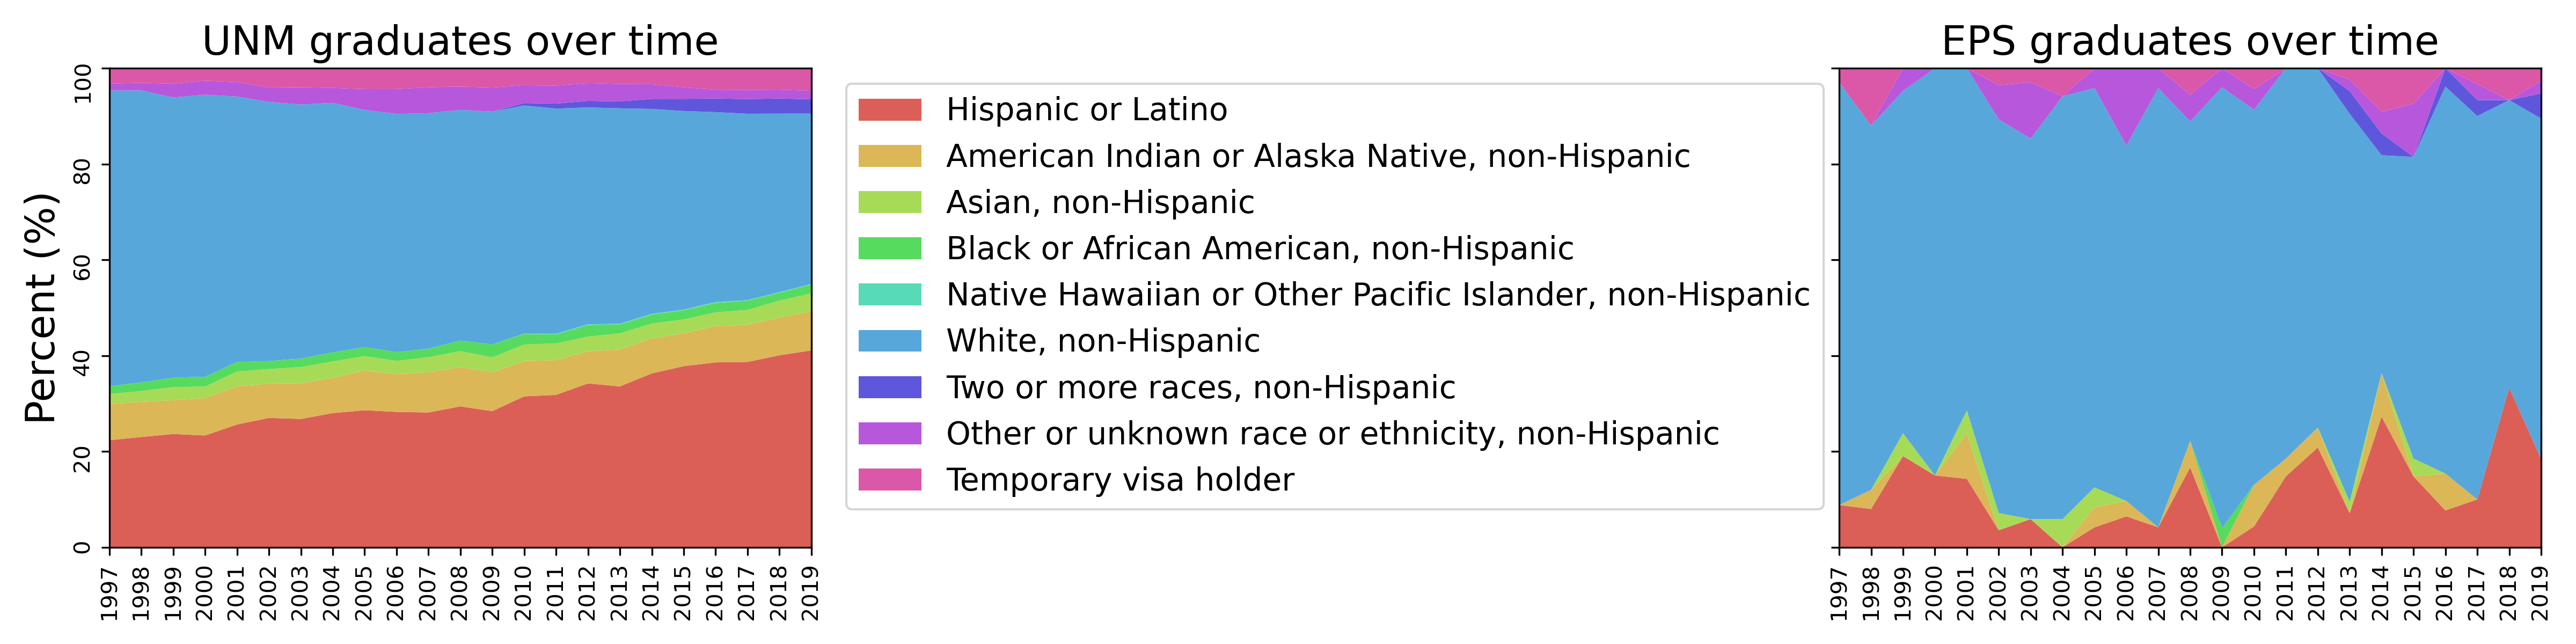 UNM graduates over time
Percent (%)
100
80
60
40
20
0
1997 1998 1999 2000 2001 2002 2003 2004 2005 2006 2007 2008 2009 2010 2011 2012 2013 2014 2015 2016 2017 2018 2019
Hispanic or Latino
American Indian or Alaska Native, non-Hispanic
Asian, non-Hispanic
Black or African American, non-Hispanic
Native Hawaiian or Other Pacific Islander, non-Hispanic
White, non-Hispanic
Two or more races, non-Hispanic
Other or unknown race or ethnicity, non-Hispanic
Temporary visa holder
EPS graduates over time
1997 1998 1999 2000 2001 2002 2003 2004 2005 2006 2007 2008 2009 2010 2011 2012 2013 2014 2015 2016 2017 2018 2019